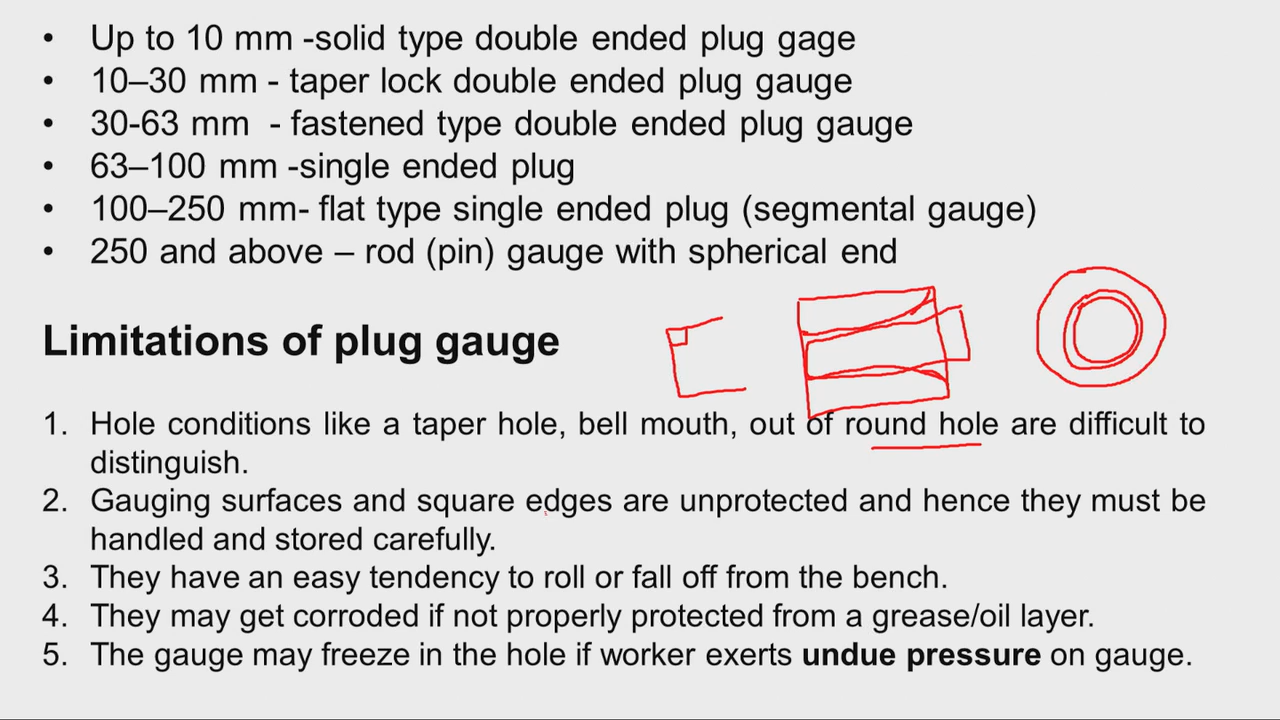 • Up to 10 mm -solid type double ended plug gage
• 10–30 mm - taper lock double ended plug gauge
• 30-63 mm - fastened type double ended plug gauge
• 63–100 mm -single ended plug
• 100–250 mm- flat type single ended plug (segmental gauge)
• 250 and above – rod (pin) gauge with spherical end
Limitations of plug gauge
1. Hole conditions like a taper hole, bell mouth, out of round hole are difficult to
distinguish.
2. Gauging surfaces and square edges are unprotected and hence they must be
handled and stored carefully.
3. They have an easy tendency to roll or fall off from the bench.
4. They may get corroded if not properly protected from a grease/oil layer.
5. The gauge may freeze in the hole if worker exerts undue pressure on gauge.